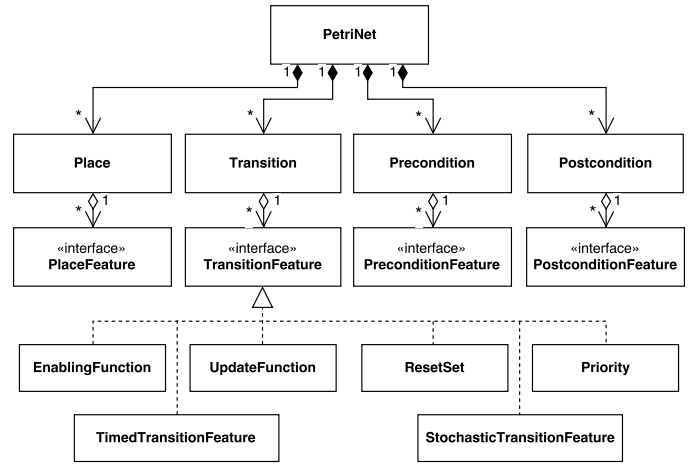 PetriNet
1 1 1 1
* * * *
Place Transition Precondition Postcondition
1 1 1 1
* * * *
«interface» «interface» «interface» «interface»
PlaceFeature TransitionFeature PreconditionFeature PostconditionFeature
EnablingFunction UpdateFunction ResetSet Priority
TimedTransitionFeature StochasticTransitionFeature